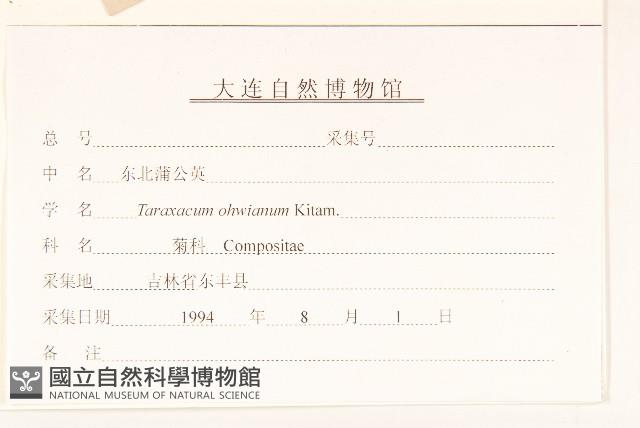 大连自然博物馆
总 号 采集号
中 名 东北蒲公英
学 名 Taraxacum ohwianum Kitam.
科 名 菊科 Compositae
采集地 吉林省东丰县
采集日期 1994 年 8 月 1 日
备 注
國立自然科學博物館
NATIONAL MUSEUM OF NATURAL SCIENCE